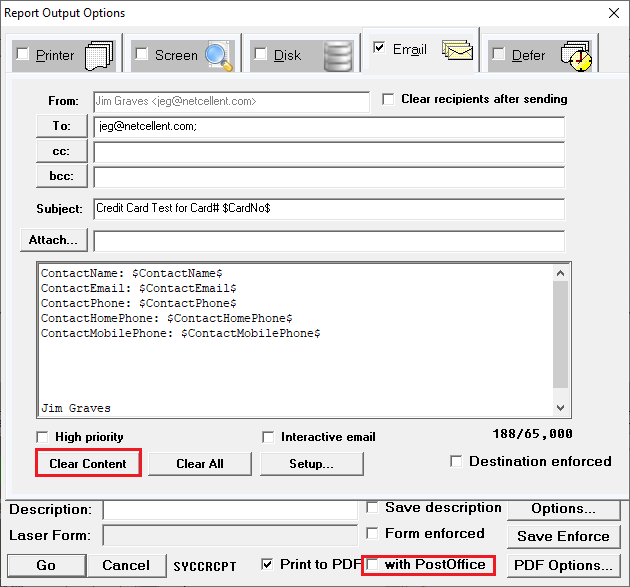 Report Output Options
Printer Screen Disk Email Defer
From: Jim Graves <jeg@netcellent.com> Clear recipients after sending
To: jeg@netcellent.com;
cc:
bcc:
Subject: Credit Card Test for Card# $CardNo$
Attach...
ContactName: $ContactName$
ContactEmail: $ContactEmail$
ContactPhone: $ContactPhone$
ContactHomePhone: $ContactHomePhone$
ContactMobilePhone: $ContactMobilePhone$
Jim Graves
High priority Interactive email 188/65,000
Clear Content Clear All Setup... Destination enforced
Description: Save description Options...
Laser Form: Form enforced Save Enforce
Go Cancel SYCCRCPT Print to PDF with PostOffice PDF Options...